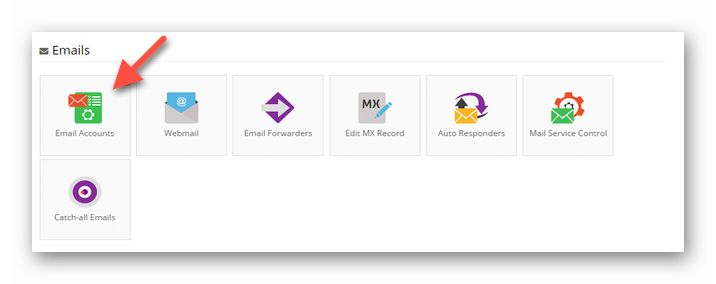 Emails
Email Accounts
Webmail
@
Email Forwarders
MX
Edit MX Record
Auto Responders
Mail Service Control
Catch-all Emails